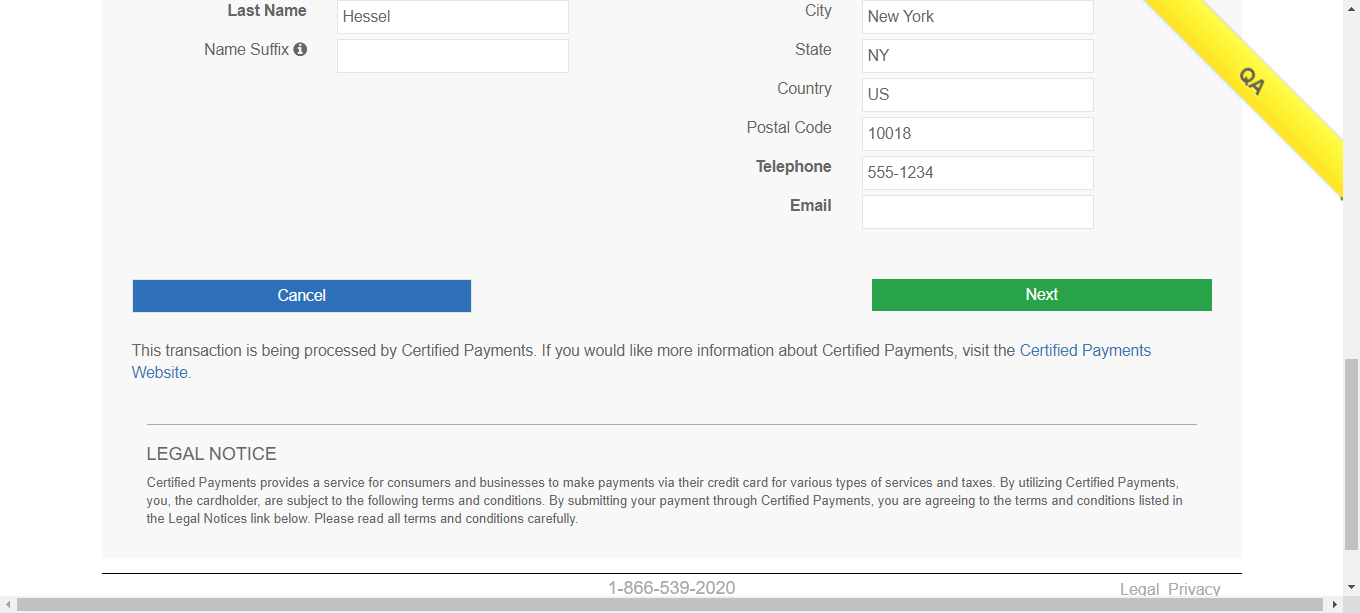 Last Name Hessel City New York
Name Suffix State NY
Country US
Postal Code 10018
Telephone 555-1234
Email
QA
Cancel Next
This transaction is being processed by Certified Payments. If you would like more information about Certified Payments, visit the Certified Payments
Website.
LEGAL NOTICE
Certified Payments provides a service for consumers and businesses to make payments via their credit card for various types of services and taxes. By utilizing Certified Payments,
you, the cardholder, are subject to the following terms and conditions. By submitting your payment through Certified Payments, you are agreeing to the terms and conditions listed in
the Legal Notices link below. Please read all terms and conditions carefully.
1-866-539-2020 Legal Privacy